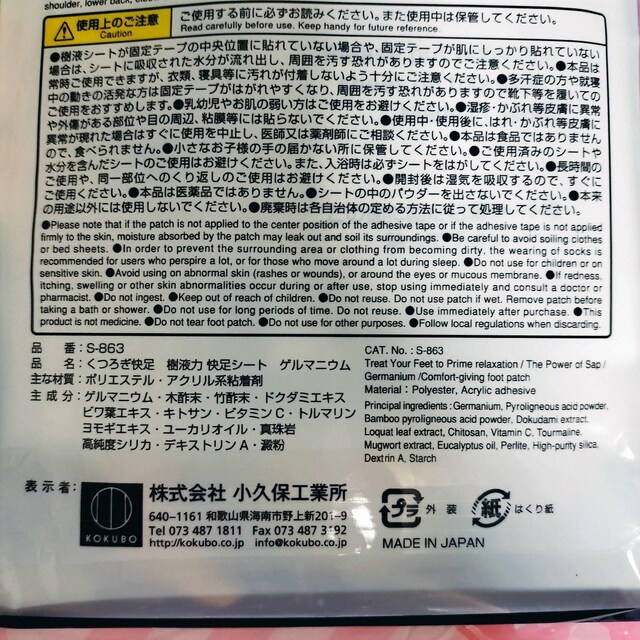 shoulder, lower back,
使用上のご注意
Caution
ご使用する前に必ずお読みください。また使用中は保管してください。
Read carefully before use. Keep handy for future reference.
●樹液シートが固定テープの中央位置に貼れていない場合や、固定テープが肌にしっかり貼れていない
場合は、シートに吸収された水分が流れ出し、周囲を汚す恐れがありますのでご注意ください。●本品は
常時ご使用できますが、衣類、寝具等に汚れが付着しないよう十分にご注意ください。●多汗症の方や就寝
中の動きの活発な方は固定テープがはがれやすくなり、周囲を汚す恐れがありますので靴下等を履いての
ご使用をおすすめします。●乳幼児やお肌の弱い方はご使用をお避けください。●湿疹・かぶれ等皮膚に異常
や外傷がある部位や目の周辺、粘膜等には貼らないでください。●使用中・使用後に、はれ・かぶれ等皮膚に
異常が現れた場合はすぐに使用を中止し、医師又は薬剤師にご相談ください。●本品は食品ではありません
ので、食べられません。●小さなお子様の手の届かない所に保管してください。●ご使用済みのシートや
水分を含んだシートのご使用はお避けください。また、入浴時は必ずシートをはがしてください。●長時間の
ご使用や、同一部位へのくり返しのご使用はお避けください。●開封後は湿気を吸収するので、すぐに
ご使用ください。●本品は医薬品ではありません。●シートの中のパウダーを出さないでください。●本来
の用途以外には使用しないでください。●廃棄時は各自治体の定める方法に従って処理してください。
●Please note that if the patch is not applied to the center position of the adhesive tape or if the adhesive tape is not applied
firmly to the skin, moisture absorbed by the patch may leak out and soil its surroundings. ●Be careful to avoid soiling clothes
or bed sheets. ●In order to prevent the surrounding area or clothing from becoming dirty, the wearing of socks is
recommended for users who perspire a lot, or for those who move around a lot during sleep. ●Do not use for children or on
sensitive skin. ●Avoid using on abnormal skin (rashes or wounds), or around the eyes or mucous membrane. ●If redness,
itching, swelling or other skin abnormalities occur during or after use, stop using immediately and consult a doctor or
pharmacist. ●Do not ingest. ●Keep out of reach of children. ●Do not reuse. Do not use patch if wet. Remove patch before
taking a bath or shower. ●Do not use for long periods of time. Do not reuse. ●Use immediately after purchase. ●This
product is not medicine. ●Do not tear foot patch. ●Do not use for other purposes. ●Follow local regulations when discarding.
品 番：S-863
品 名：くつろぎ快足 樹液力 快足シート ゲルマニウム
主な材質：ポリエステル・アクリル系粘着剤
主 成 分：ゲルマニウム・木酢末・竹酢末・ドクダミエキス
ビワ葉エキス・キトサン・ビタミンC・トルマリン
ヨモギエキス・ユーカリオイル・真珠岩
高純度シリカ・デキストリンA・澱粉
CAT. No. : S-863
Treat Your Feet to Prime relaxation / The Power of Sap /
Germanium /Comfort-giving foot patch
Material : Polyester, Acrylic adhesive
Principal ingredients : Germanium, Pyroligneous acid powder,
Bamboo pyroligneous acid powder, Dokudami extract,
Loquat leaf extract, Chitosan, Vitamin C, Tourmaline,
Mugwort extract, Eucalyptus oil, Perlite, High-purity silica,
Dextrin A, Starch
表示者：
KOKUBO
株式会社 小久保工業所
640-1161 和歌山県海南市野上新201-9
Tel 073 487 1811 Fax 073 487 3192
http://kokubo.co.jp info@kokubo.co.jp
プラ
外装
紙
はくり紙
MADE IN JAPAN